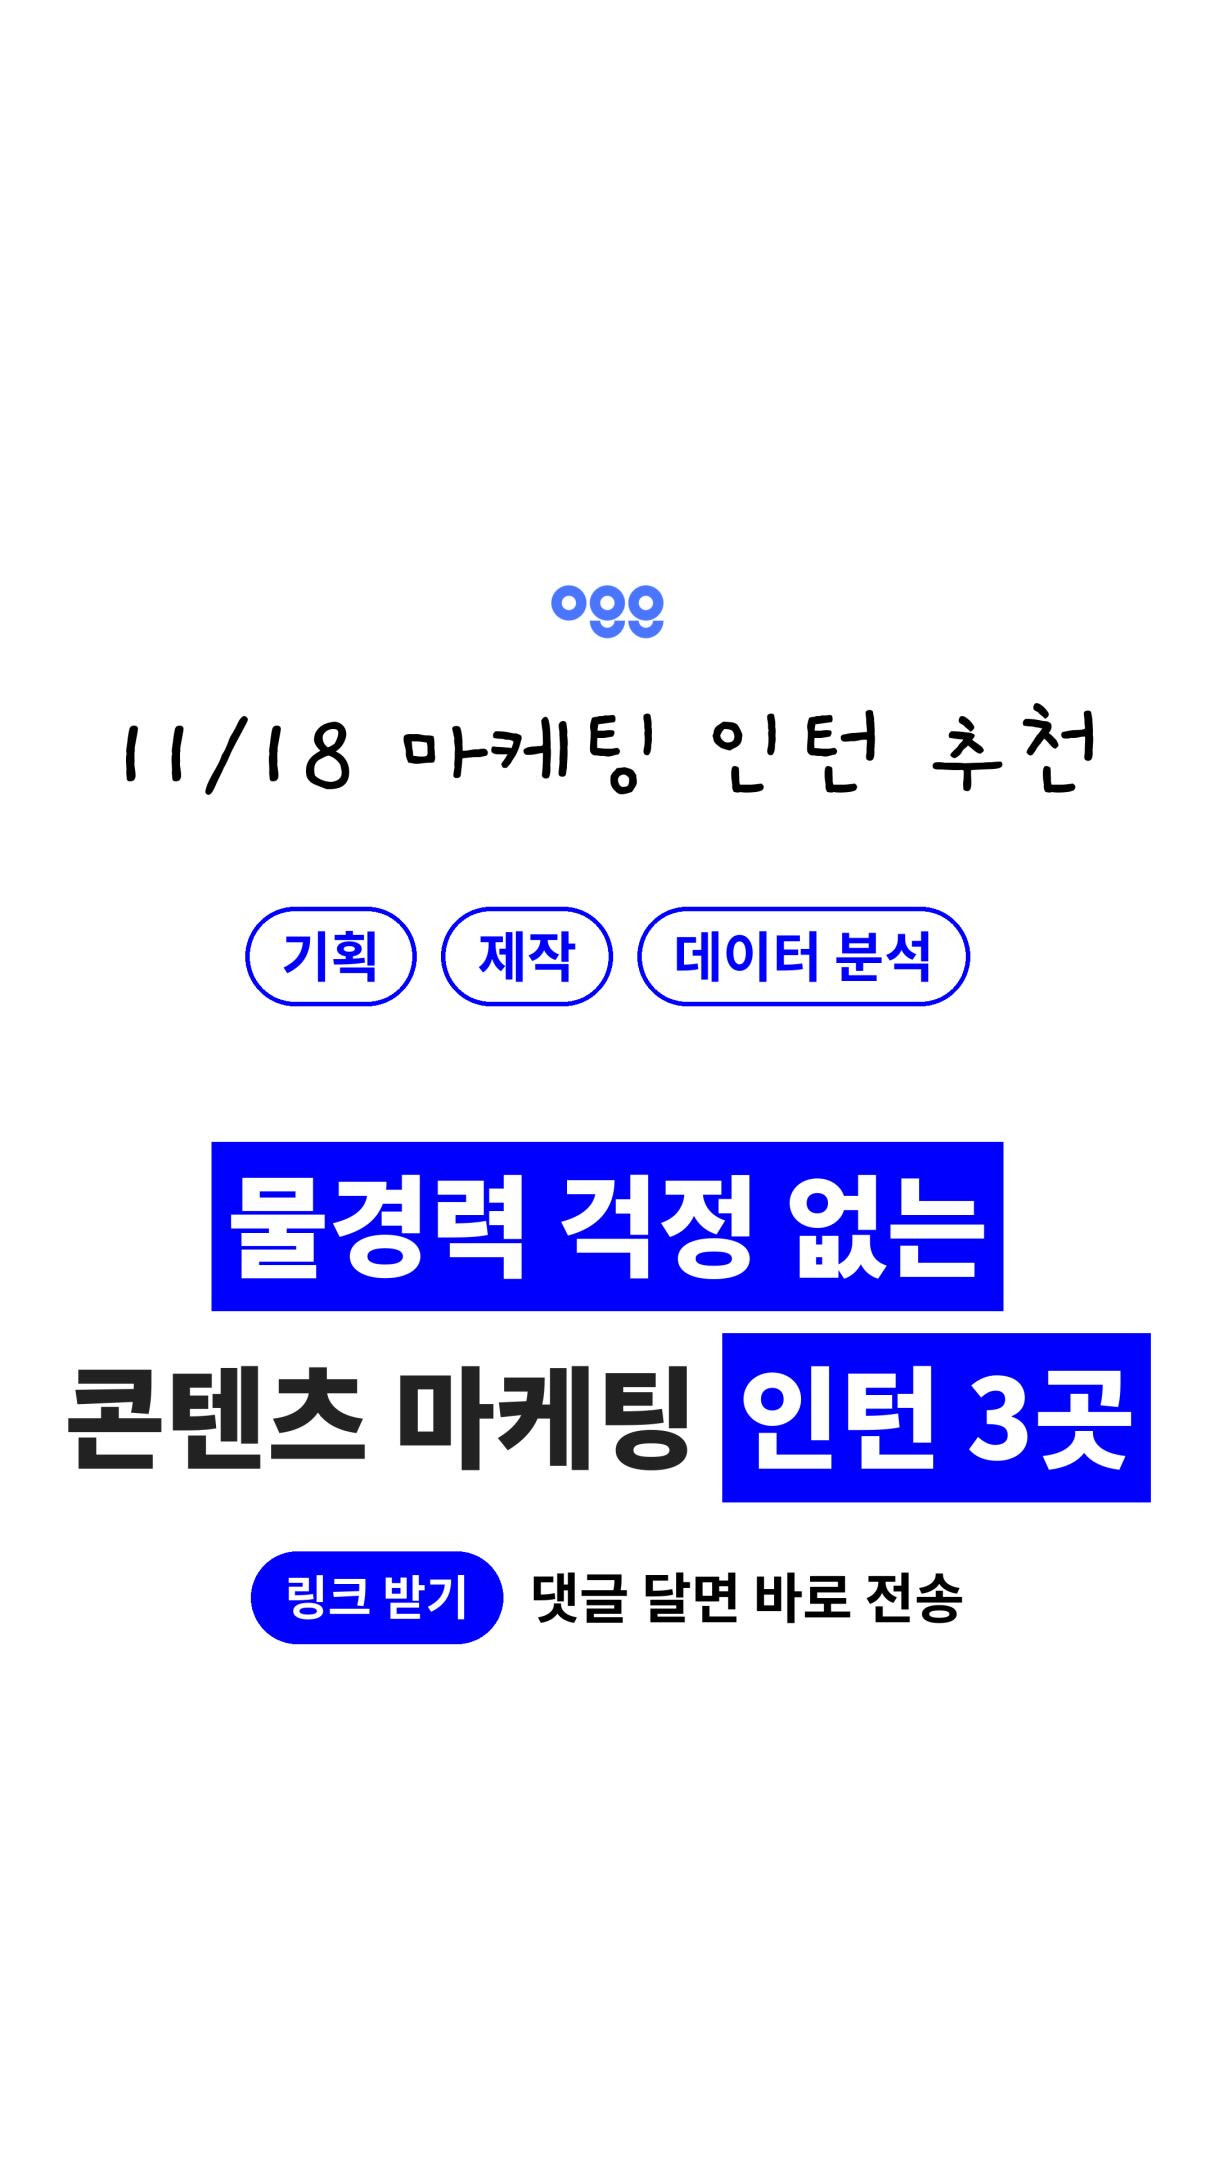 ogg
11/18 마케팅 인턴 추천
기획 제작 데이터 분석
물경력 걱정 없는
콘텐츠 마케팅 인턴 3곳
링크 받기 댓글 달면 바로 전송